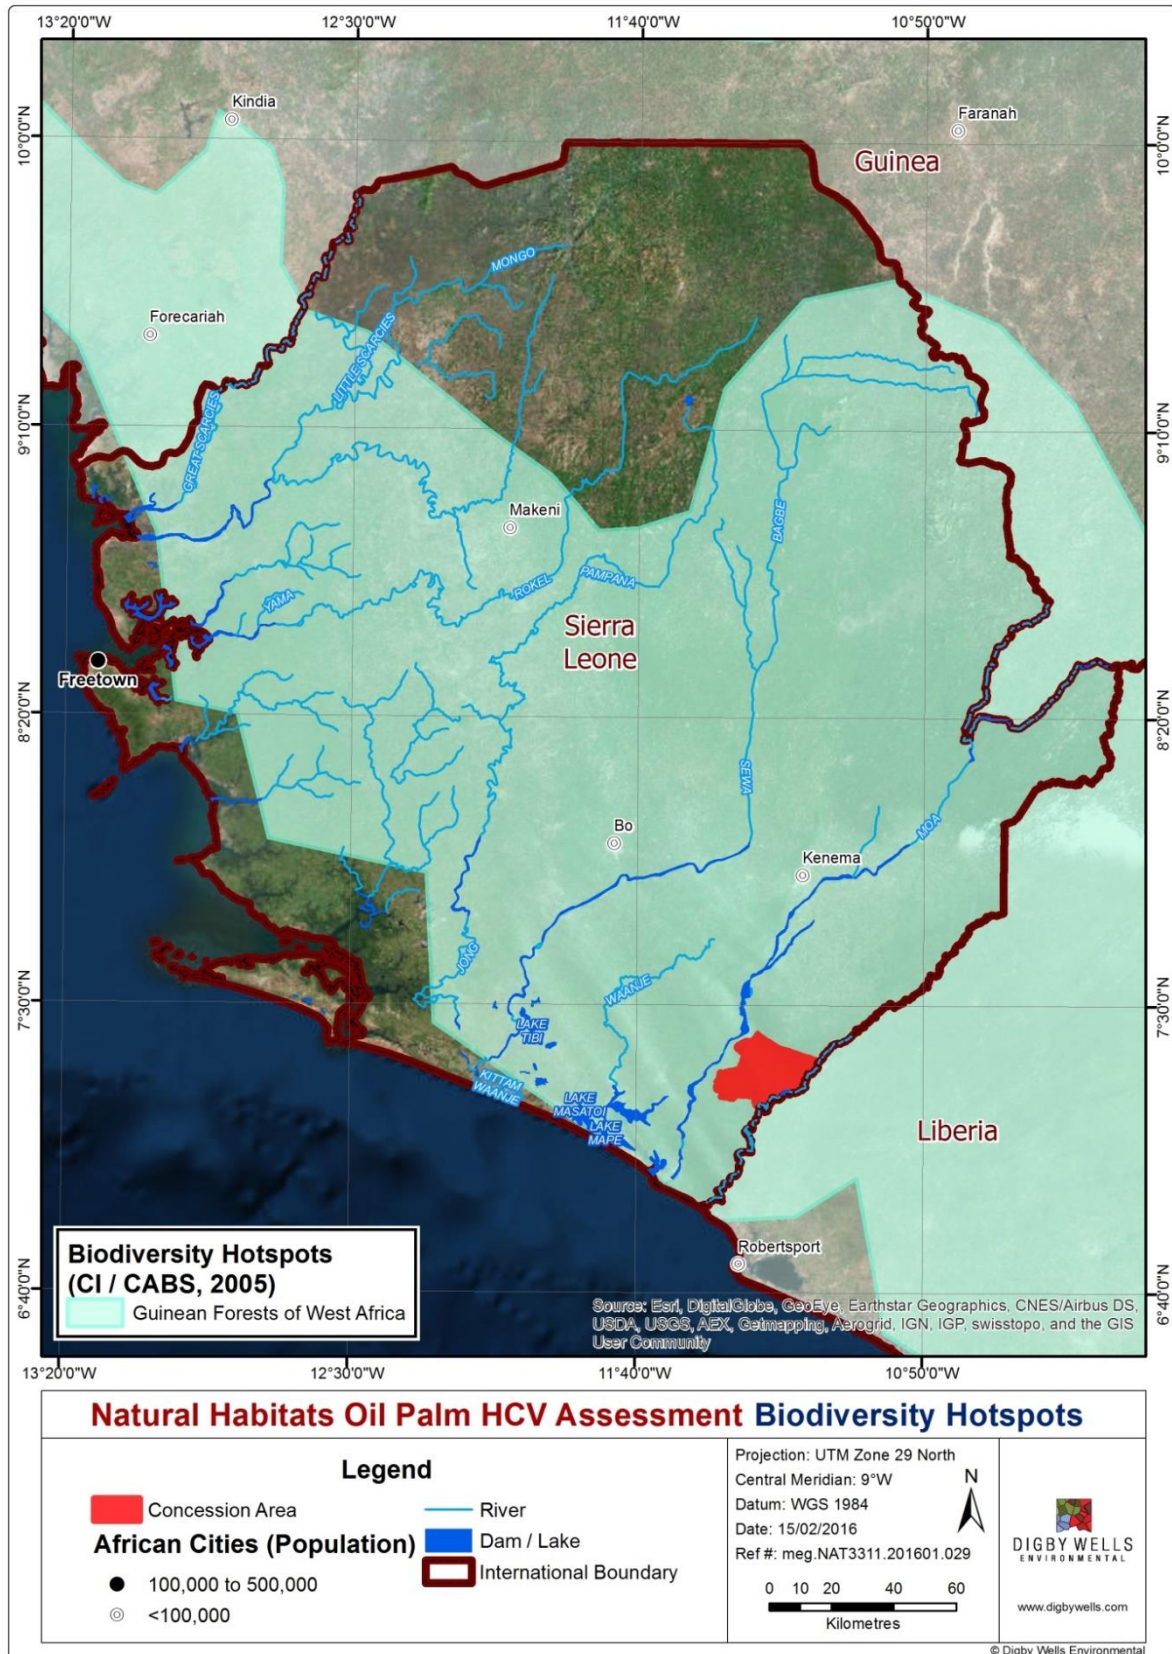 13°20'0"W
12°30'0"W
11°40'0"W
10°50'0"W
Kindia
Faranah
10°0'0"N
10°0'0"N
Guinea
MONGO
Forecariah
LITTLE SCARCIES
GREAT SCARCIES
9°10'0"N
9°10'0"N
Makeni
BAGBE
ROKEL
PAMPANA
YAMA
Sierra
Leone
Freetown
8°20'0"N
8°20'0"N
SEWA
MOA
Bo
Kenema
JONG
WAANJE
7°30'0"N
7°30'0"N
LAKE
TIBI
KITTAM
WAANJE
LAKE
MASATOI
LAKE
MAPE
Liberia
Robertsport
Biodiversity Hotspots
(CI / CABS, 2005)
Guinean Forests of West Africa
6°40'0"N
6°40'0"N
Source: Esri, DigitalGlobe, GeoEye, Earthstar Geographics, CNES/Airbus DS,
USDA, USGS, AEX, Getmapping, Aerogrid, IGN, IGP, swisstopo, and the GIS
User Community
13°20'0"W
12°30'0"W
11°40'0"W
10°50'0"W
Natural Habitats Oil Palm HCV Assessment Biodiversity Hotspots
Legend
Concession Area
African Cities (Population)
100,000 to 500,000
<100,000
River
Dam / Lake
International Boundary
Projection: UTM Zone 29 North
Central Meridian: 9°W
Datum: WGS 1984
Date: 15/02/2016
Ref #: meg.NAT3311.201601.029
N
0 10 20 40 60
Kilometres
DIGBY WELLS
ENVIRONMENTAL
www.digbywells.com
© Digby Wells Environmental